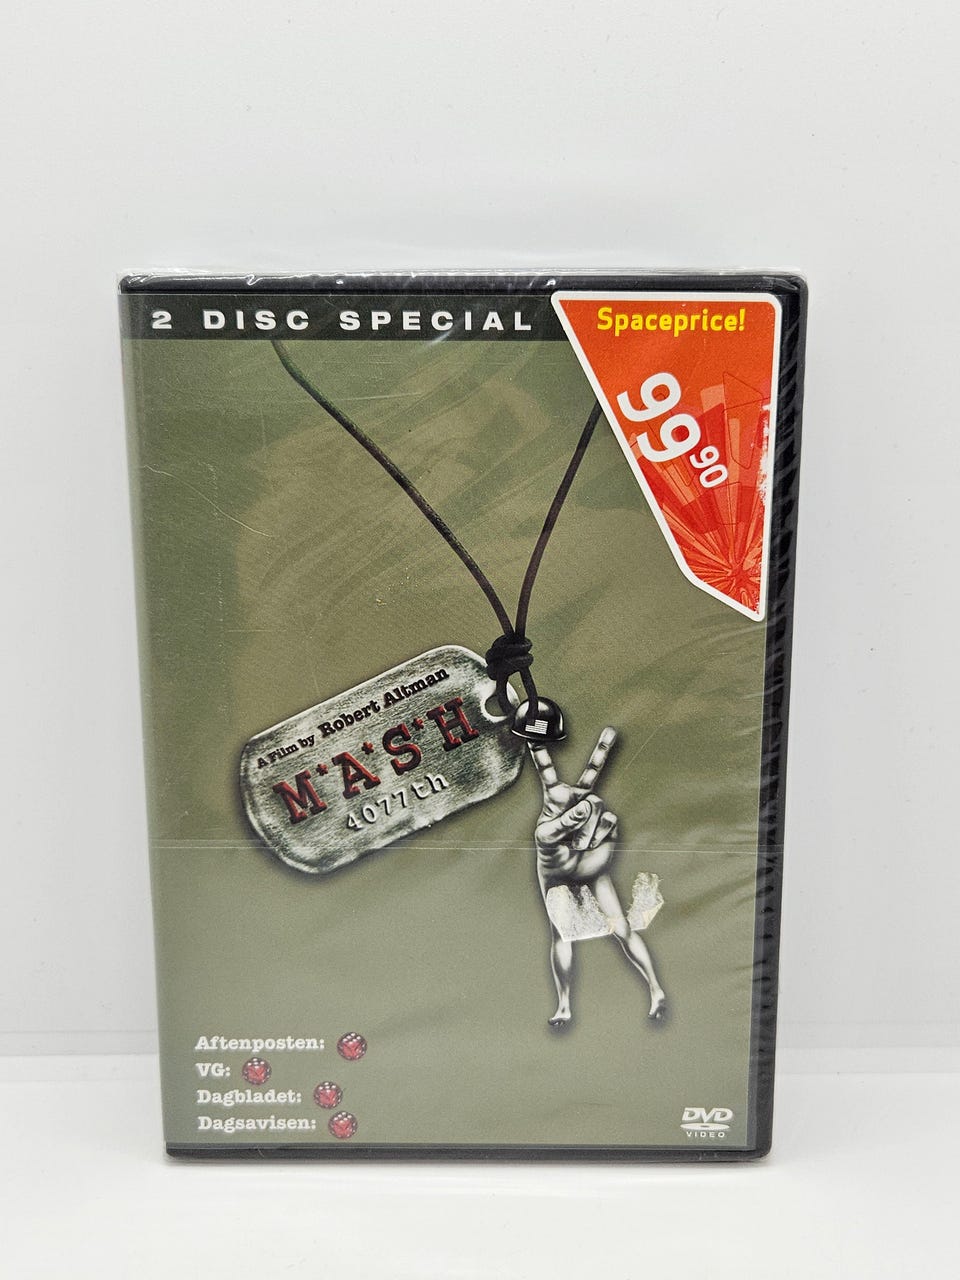 2 DISC SPECIAL
Spaceprice!
99 90
A Film by Robert Altman
M*A*S*H
4077th
Aftenposten:
VG:
Dagbladet:
Dagsavisen:
DVD
VIDEO